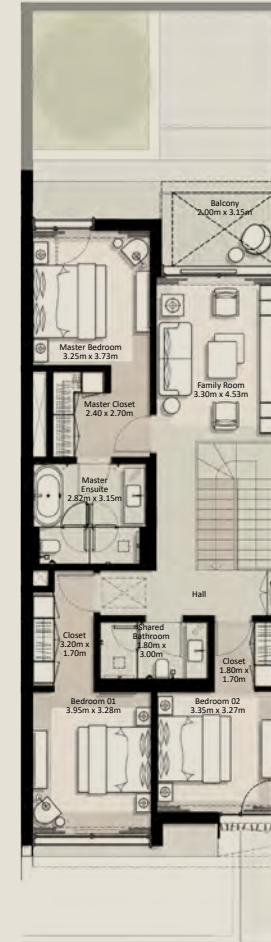 Balcony
2.00m x 3.15m
Master Bedroom
3.25m x 3.73m
Family Room
3.30m x 4.53m
Master Closet
2.40 x 2.70m
Master
Ensuite
2.82m x 3.15m
Hall
Closet
3.20m x
1.70m
Shared
Bathroom
1.80m x
3.00m
Closet
1.80m x
1.70m
Bedroom 01
3.95m x 3.28m
Bedroom 02
3.35m x 3.27m